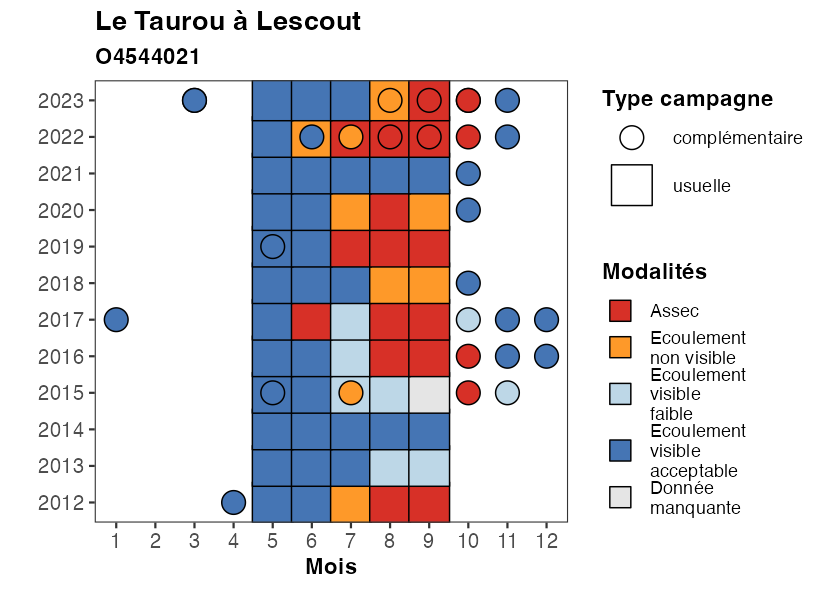 Le Taurou à Lescout
O4544021
2023
2022
2021
2020
2019
2018
2017
2016
2015
2014
2013
2012
1 2 3 4 5 6 7 8 9 10 11 12
Mois
Type campagne
complémentaire
usuelle
Modalités
Assec
Ecoulement
non visible
Ecoulement
visible
faible
Ecoulement
visible
acceptable
Donnée
manquante